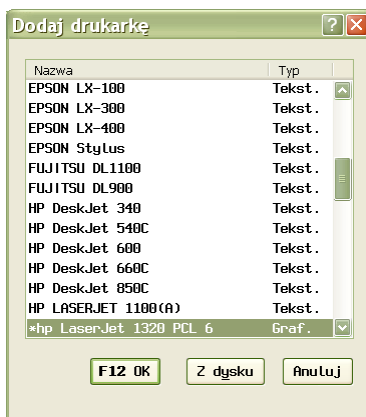 Dodaj drukarkę
Nazwa Typ
EPSON LX-100 Tekst.
EPSON LX-300 Tekst.
EPSON LX-400 Tekst.
EPSON Stylus Tekst.
FUJITSU DL1100 Tekst.
FUJITSU DL900 Tekst.
HP DeskJet 340 Tekst.
HP DeskJet 540C Tekst.
HP DeskJet 600 Tekst.
HP DeskJet 660C Tekst.
HP DeskJet 850C Tekst.
HP LASERJET 1100(A) Tekst.
*hp LaserJet 1320 PCL 6 Graf.
F12 OK Z dysku Anuluj